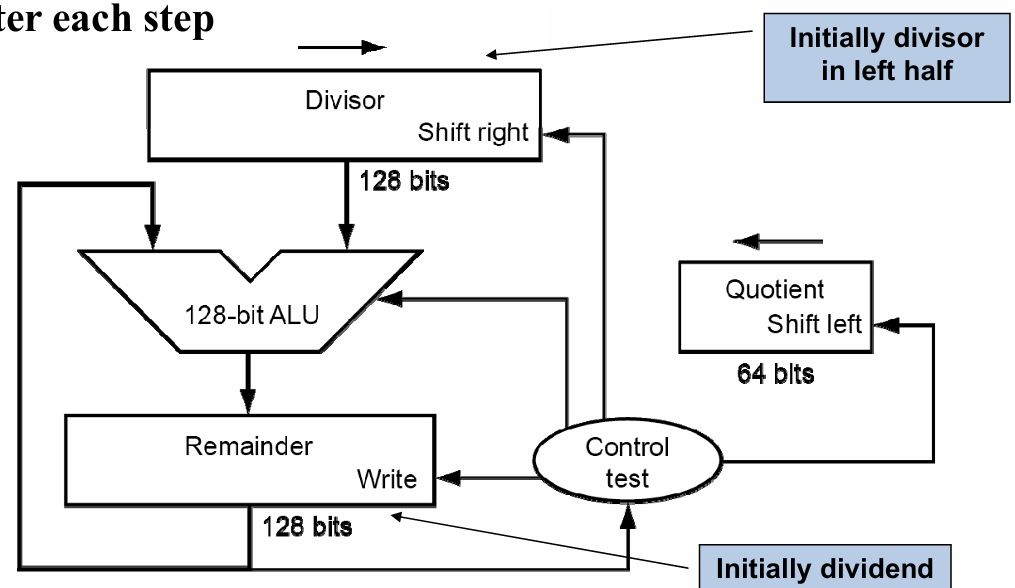 ter each step
Initially divisor
in left half
Divisor
Shift right
128 bits
128-bit ALU
Quotient
Shift left
64 bits
Remainder
Write
128 bits
Control
test
Initially dividend